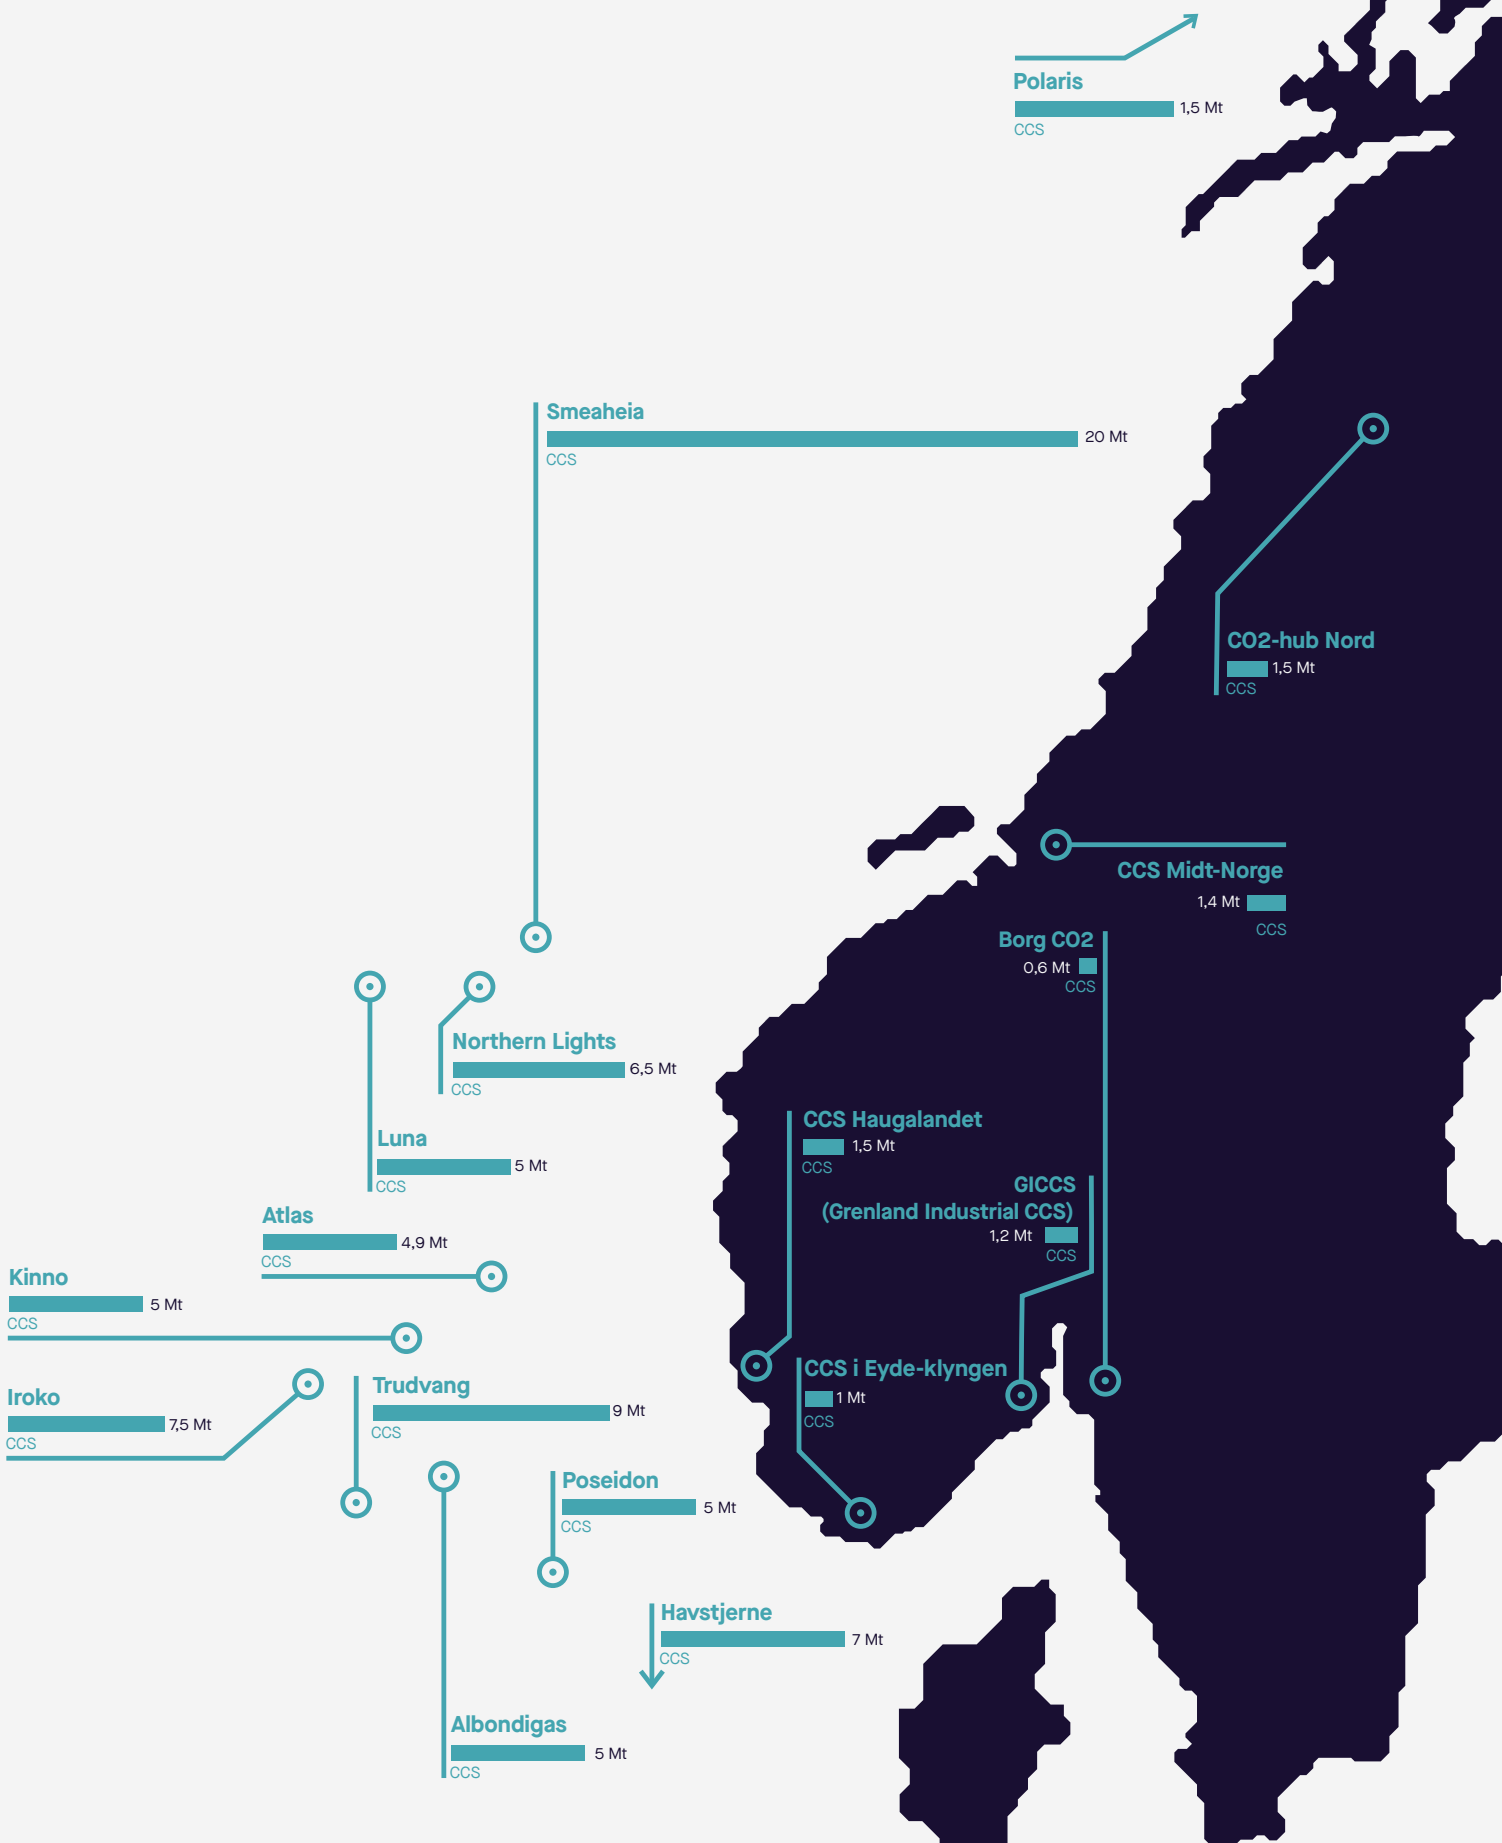 Polaris
1,5 Mt
CCS
Smeaheia
20 Mt
CCS
CO2-hub Nord
1,5 Mt
CCS
CCS Midt-Norge
1,4 Mt
CCS
Borg CO2
0,6 Mt
CCS
Northern Lights
6,5 Mt
CCS
Luna
5 Mt
CCS
CCS Haugalandet
1,5 Mt
CCS
GICCS
(Grenland Industrial CCS)
1,2 Mt
CCS
Atlas
4,9 Mt
CCS
Kinno
5 Mt
CCS
CCS i Eyde-klyngen
1 Mt
CCS
Iroko
7,5 Mt
CCS
Trudvang
9 Mt
CCS
Poseidon
5 Mt
CCS
Havstjerne
7 Mt
CCS
Albondigas
5 Mt
CCS